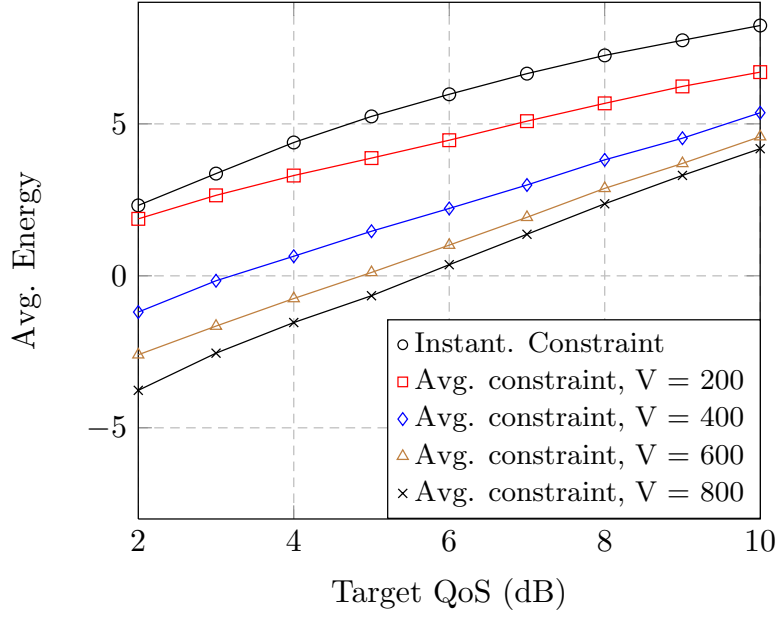 5
0
−5
Avg. Energy
Instant. Constraint
Avg. constraint, V = 200
Avg. constraint, V = 400
Avg. constraint, V = 600
Avg. constraint, V = 800
2 4 6 8 10
Target QoS (dB)